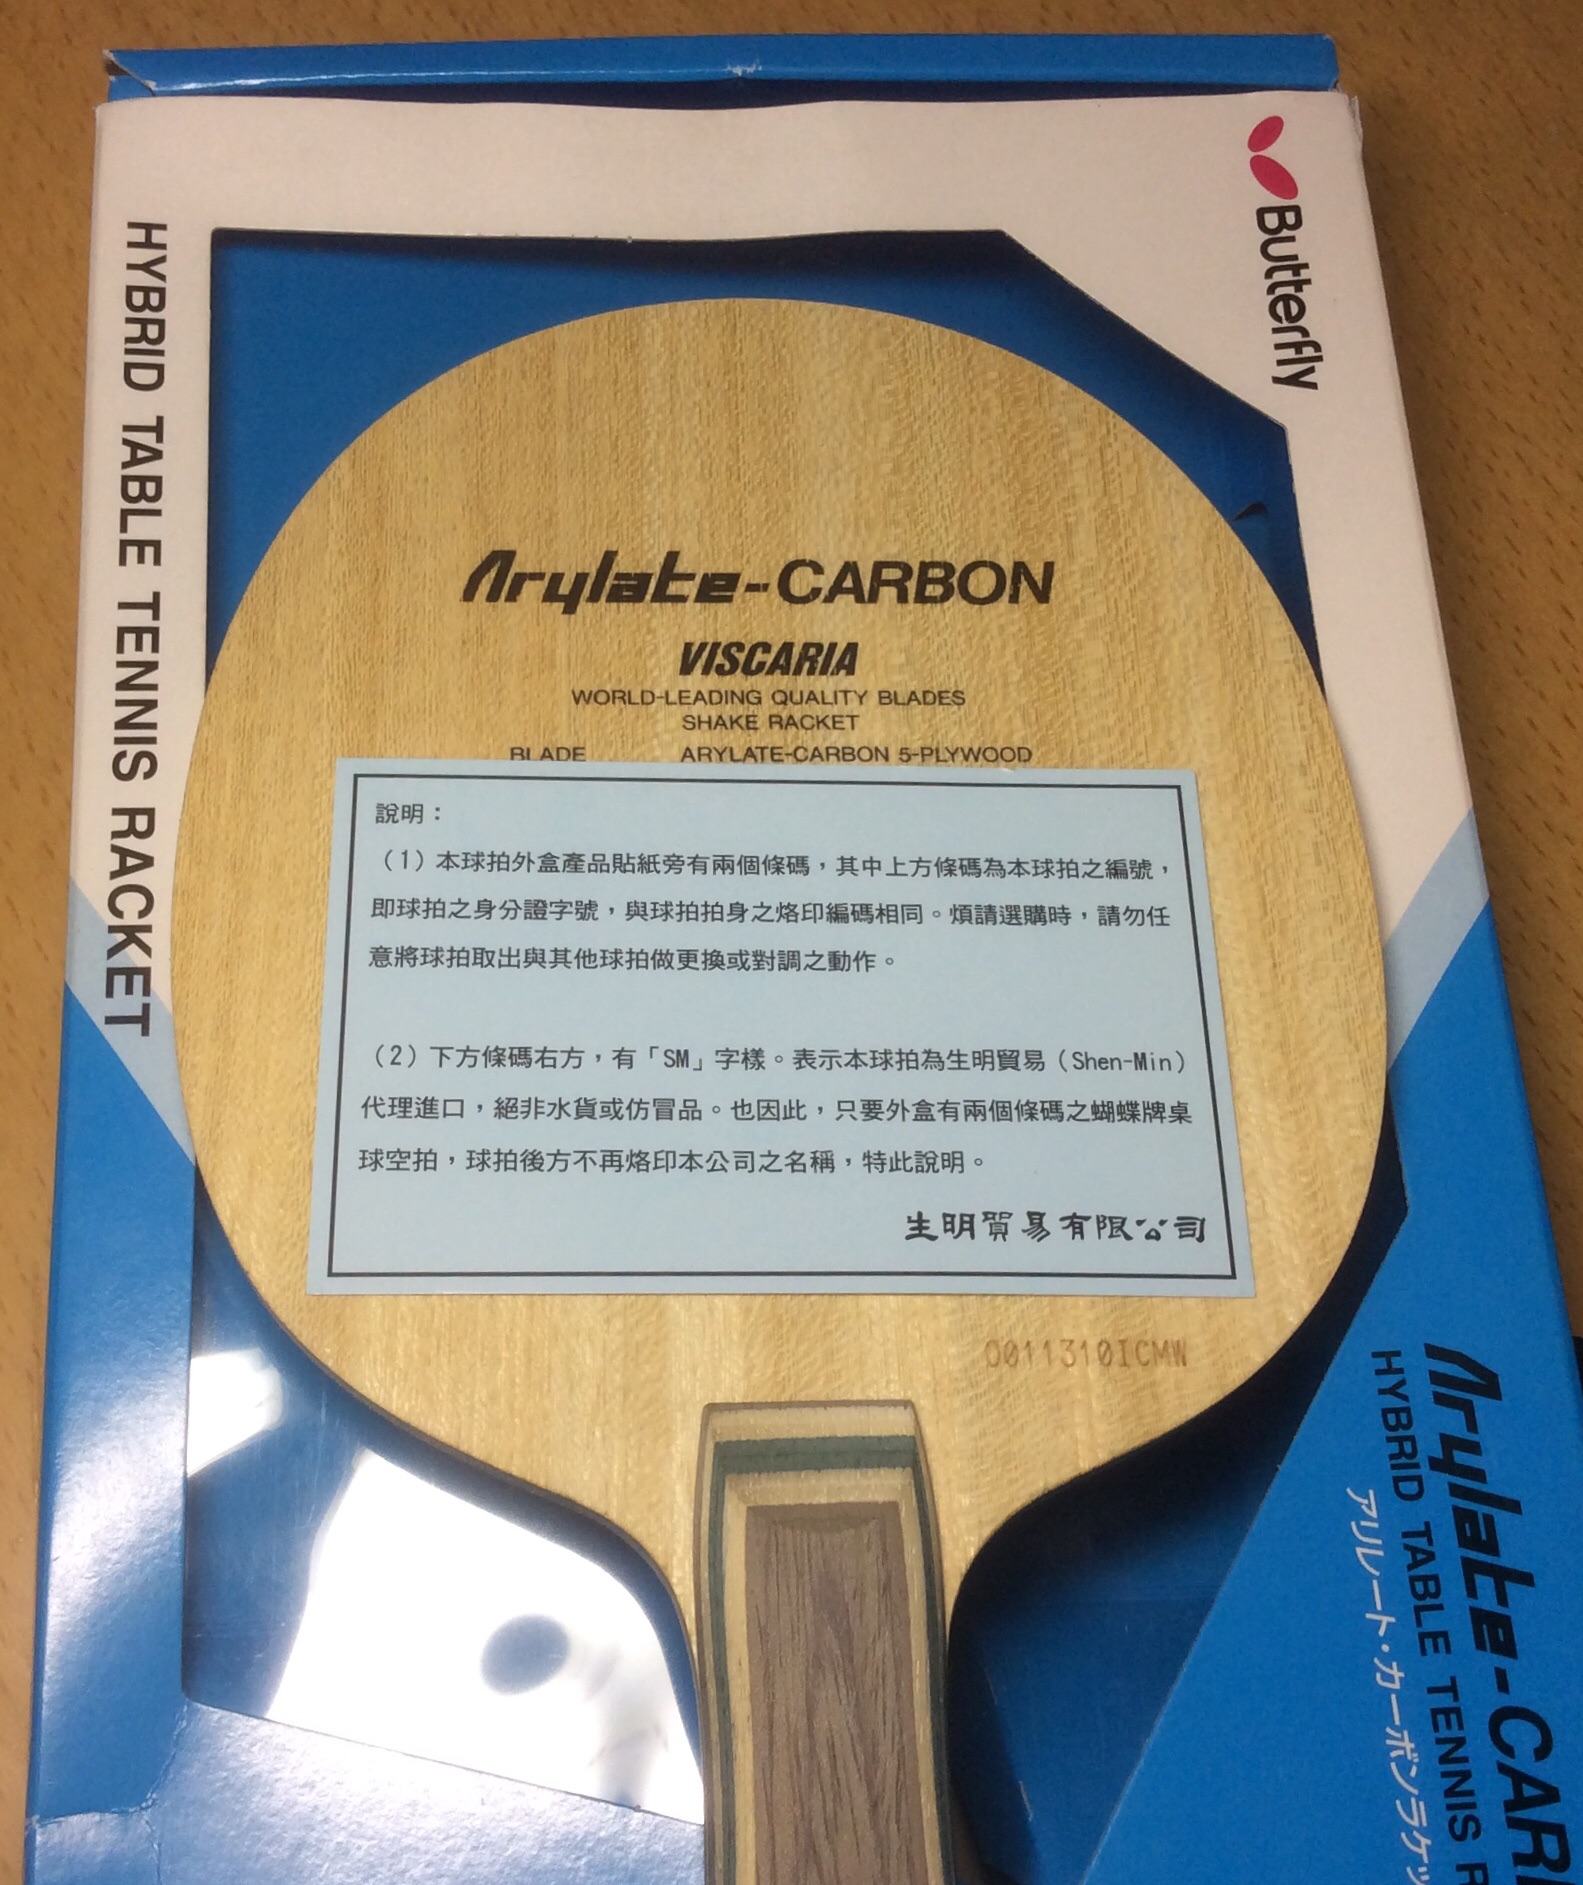 Butterfly
HYBRID TABLE TENNIS RACKET
Arylate-CARBON
VISCARIA
WORLD-LEADING QUALITY BLADES
SHAKE RACKET
BLADE ARYLATE-CARBON 5-PLYWOOD
說明：
（1）本球拍外盒產品貼紙旁有兩個條碼，其中上方條碼為本球拍之編號，
即球拍之身分證字號，與球拍拍身之烙印編碼相同。煩請選購時，請勿任
意將球拍取出與其他球拍做更換或對調之動作。
（2）下方條碼右方，有「SM」字樣。表示本球拍為生明貿易（Shen-Min）
代理進口，絕非水貨或仿冒品。也因此，只要外盒有兩個條碼之蝴蝶牌桌
球空拍，球拍後方不再烙印本公司之名稱，特此說明。
生明貿易有限公司
0011310ICMW
Arylate-CAR
HYBRID TABLE TENNIS R
アリレート・カーボンラケッ